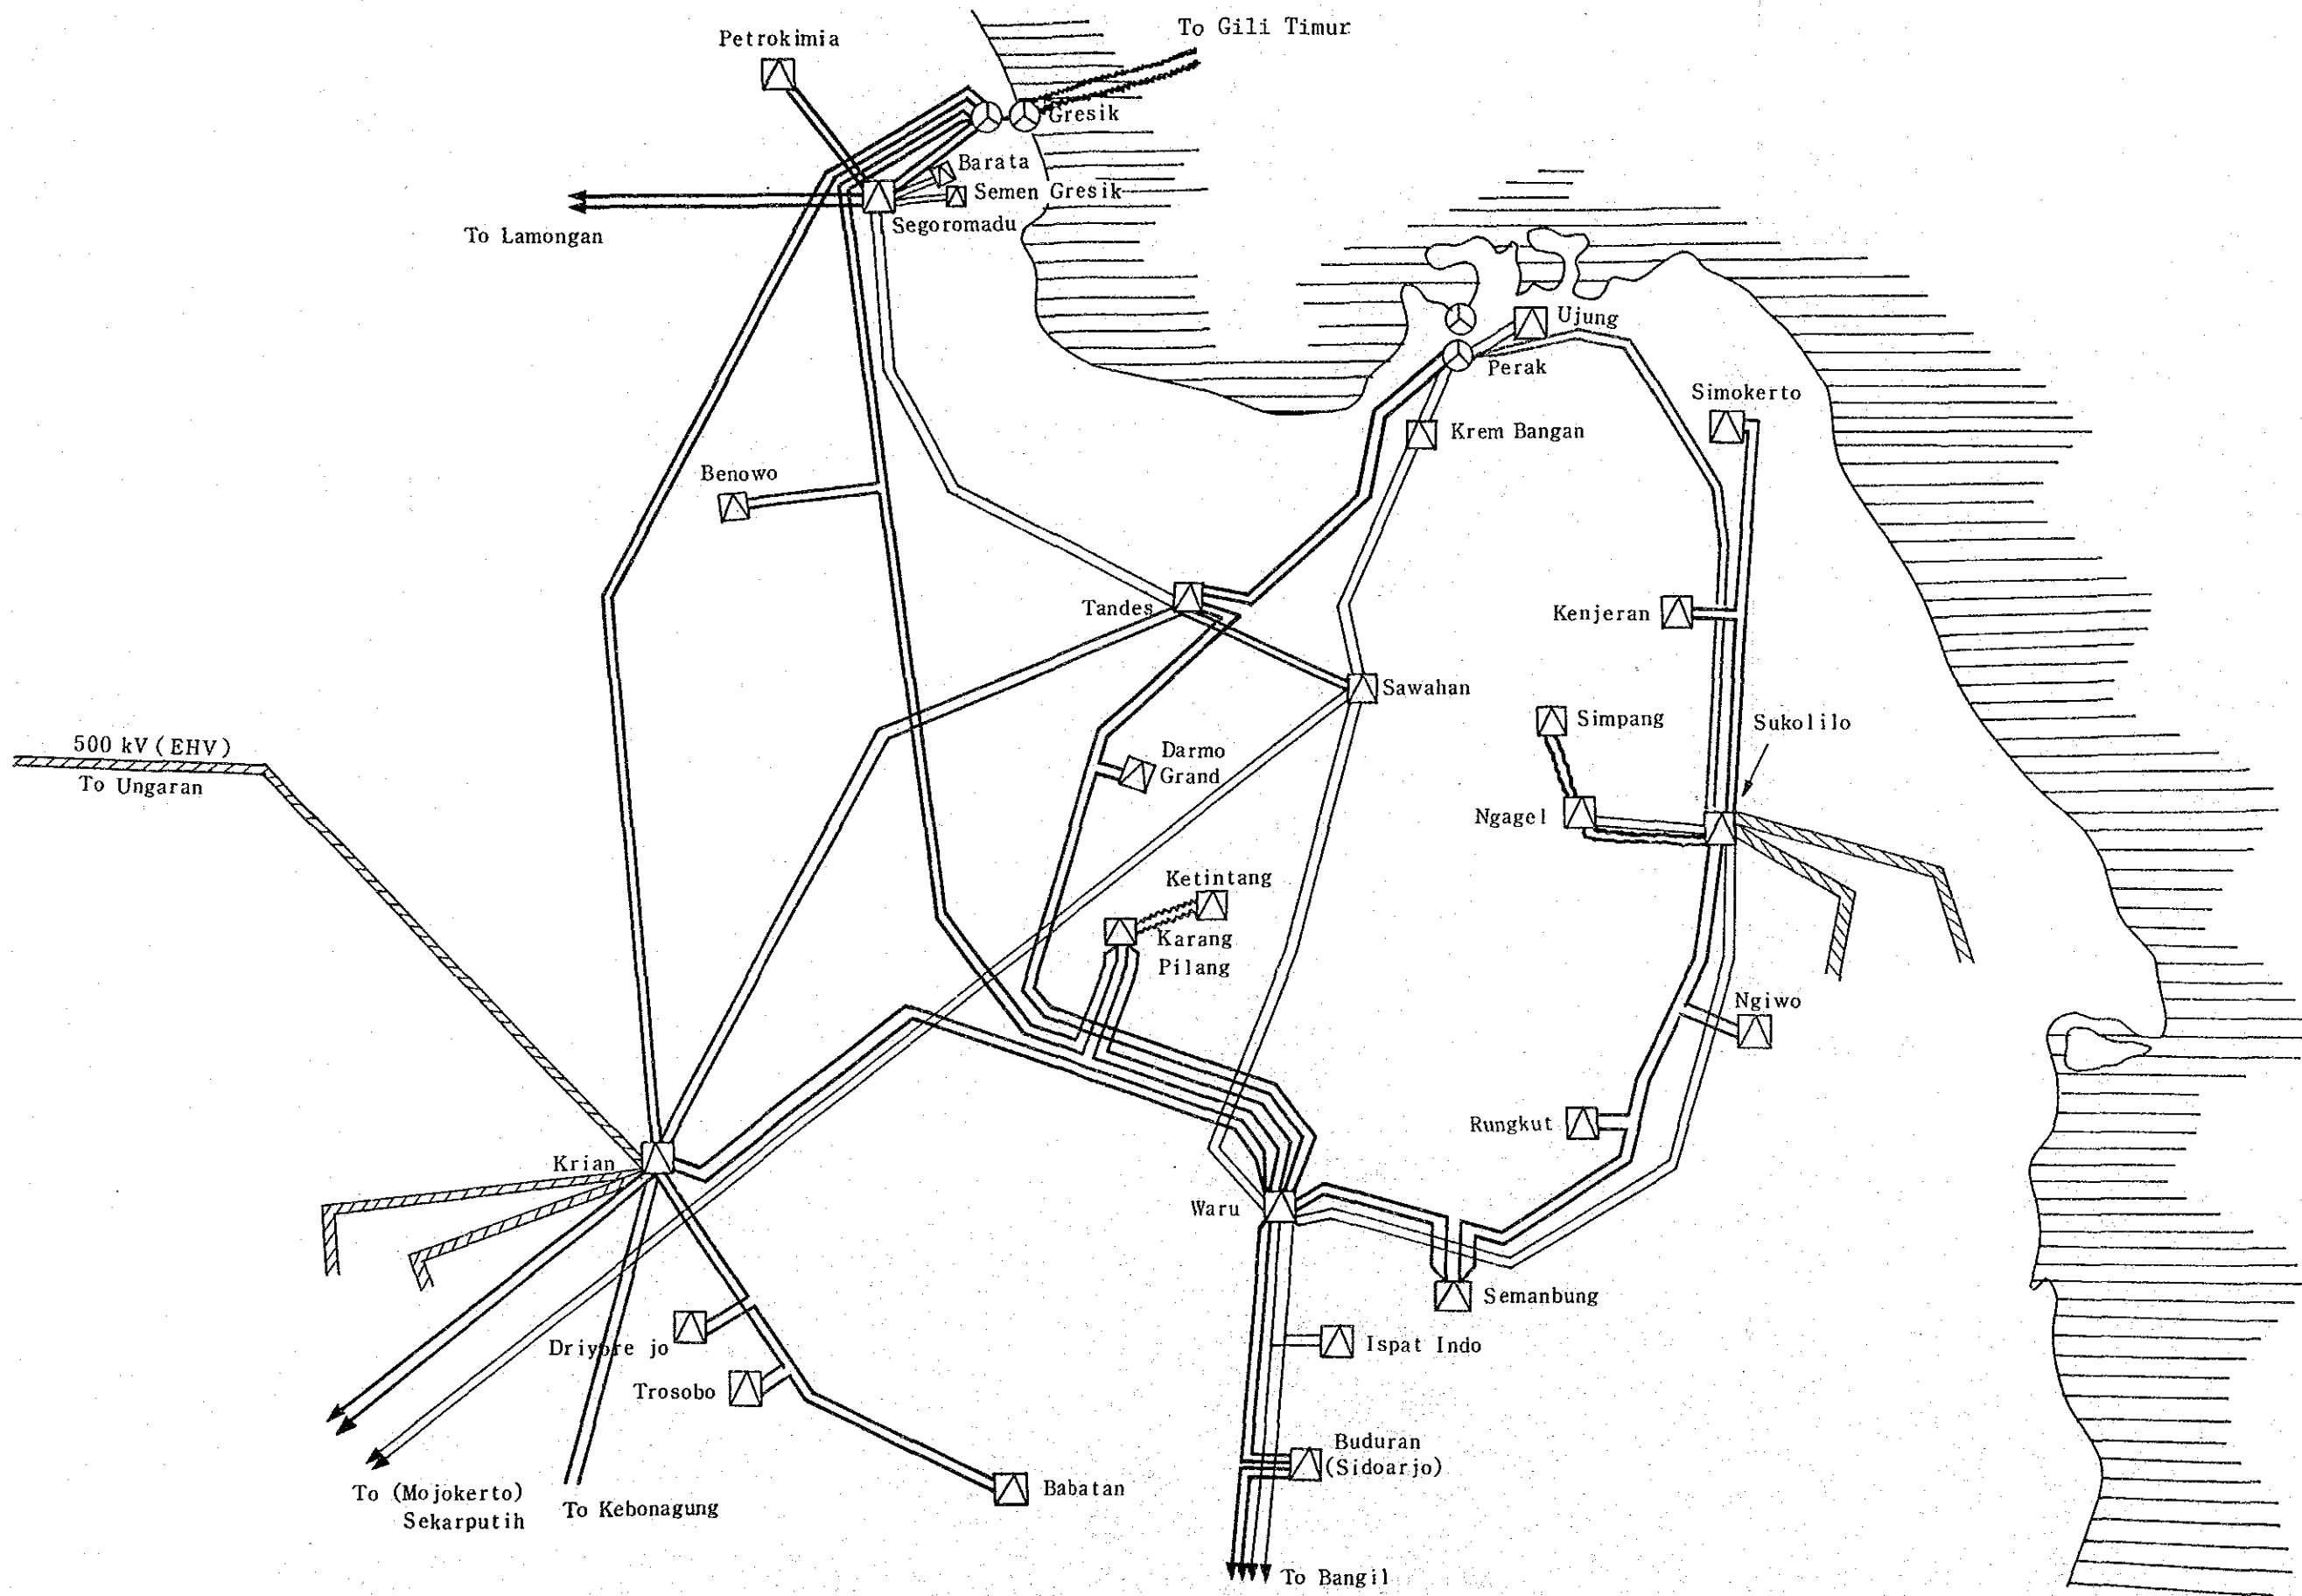 To Gili Timur
Petrokimia
Gresik
Barata
Semen Gresik
Segoromadu
To Lamongan
Ujung
Perak
Simokerto
Krem Bangan
Benowo
Tandes
Kenjeran
Sawahan
Simpang
Sukolilo
500 kV (EHV)
To Ungaran
Darmo
Grand
Ngagel
Ketintang
Karang
Pilang
Ngiwo
Rungkut
Krian
Waru
Semanbung
Driyore jo
Ispat Indo
Trosobo
Buduran
(Sidoarjo)
Babatan
To (Mojokerto)
Sekarputih
To Kebonagung
To Bangil